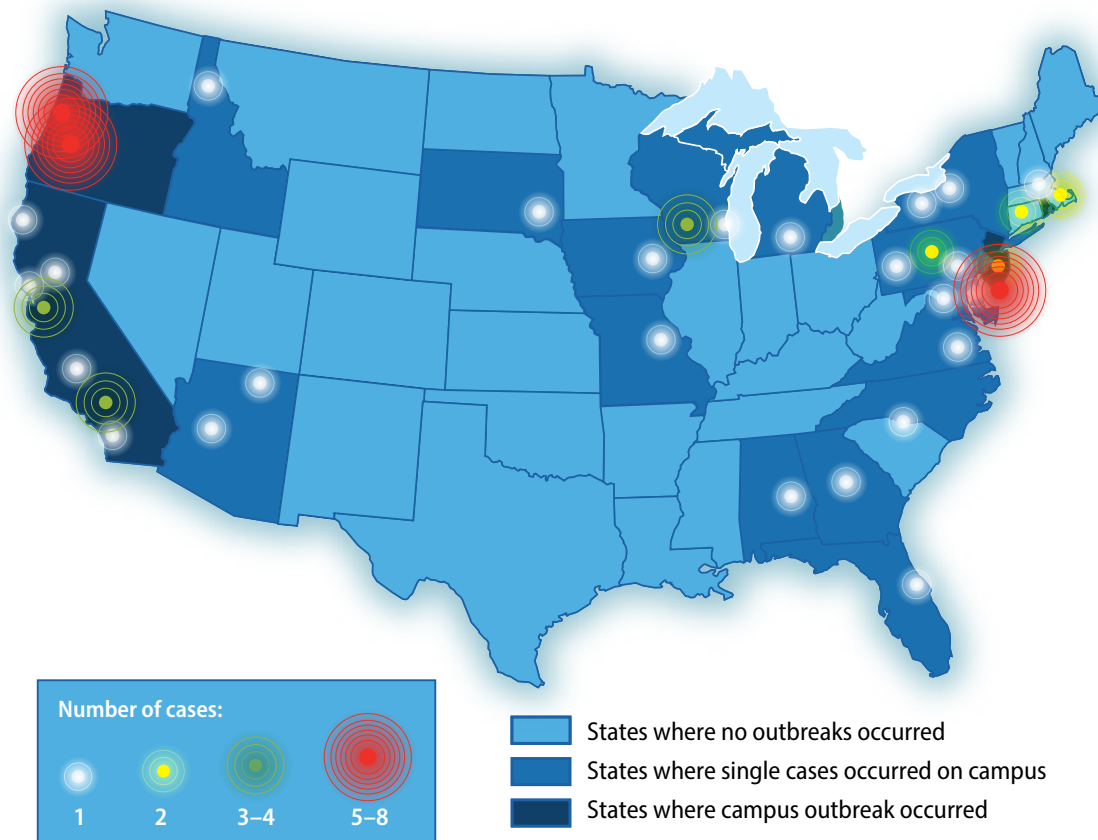 Number of cases:
1 2 3–4 5–8
States where no outbreaks occurred
States where single cases occurred on campus
States where campus outbreak occurred